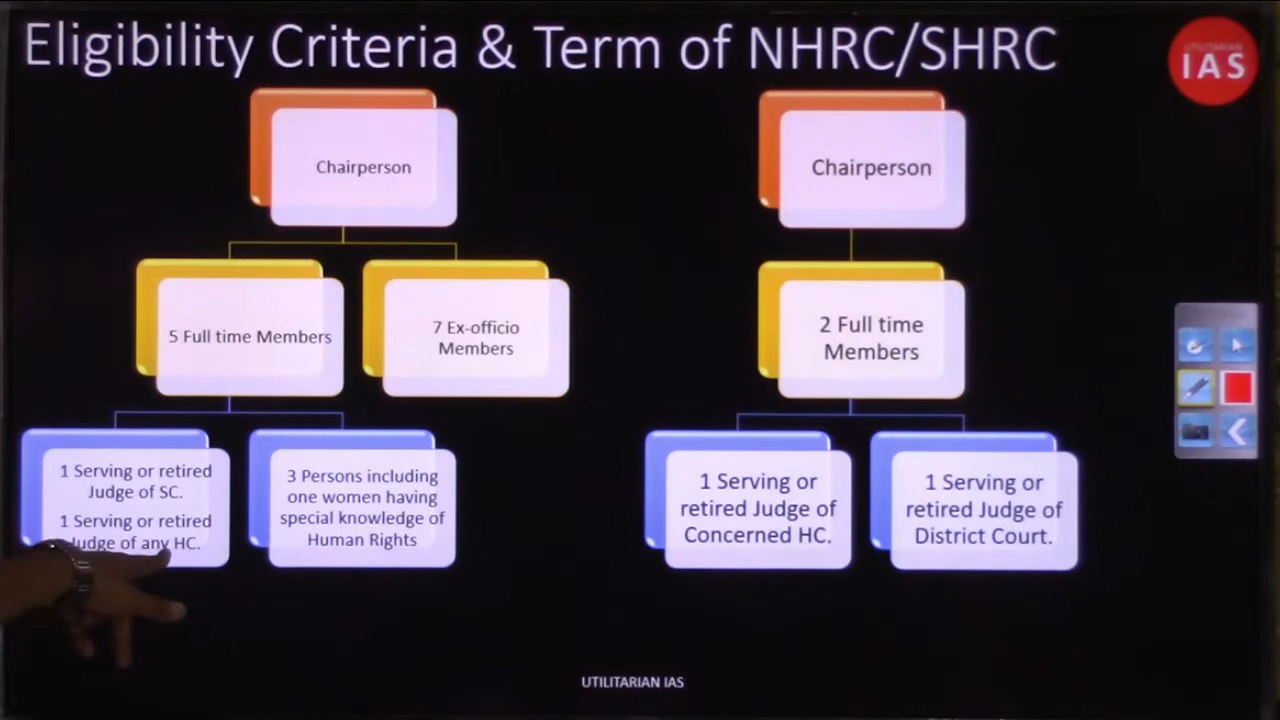 Eligibility Criteria & Term of NHRC/SHRC
UTILITARIAN
IAS
Chairperson
5 Full time Members
7 Ex-officio
Members
1 Serving or retired
Judge of SC.
1 Serving or retired
Judge of any HC.
3 Persons including
one women having
special knowledge of
Human Rights
Chairperson
2 Full time
Members
1 Serving or
retired Judge of
Concerned HC.
1 Serving or
retired Judge of
District Court.
UTILITARIAN IAS